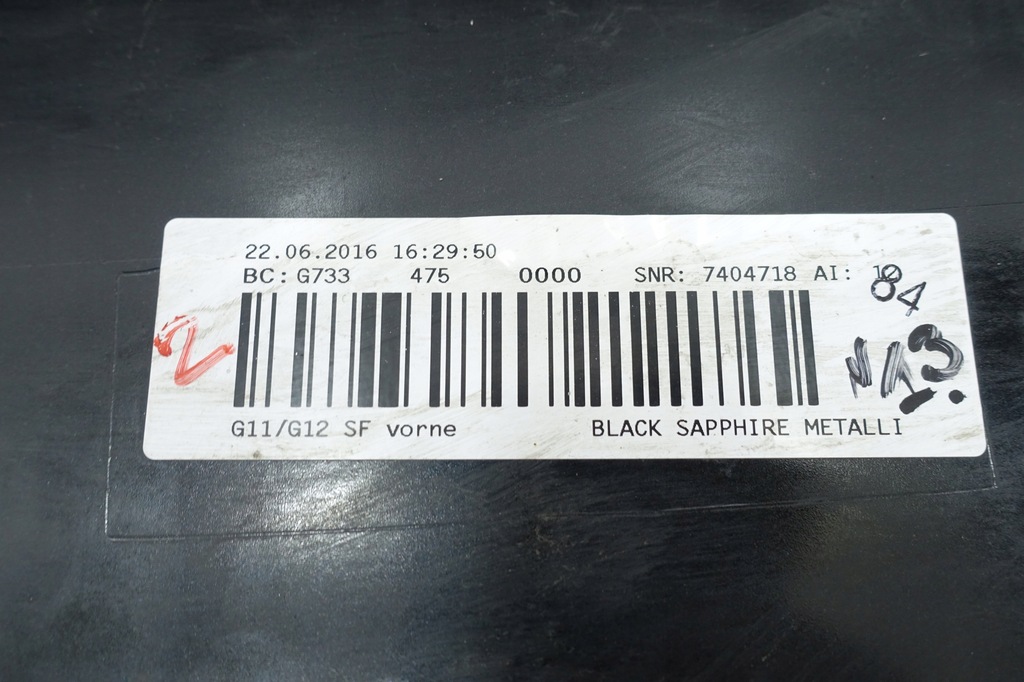 22.06.2016 16:29:50
BC: G733 475 0000 SNR: 7404718 AI:
84
2
G11/G12 SF vorne BLACK SAPPHIRE METALLI